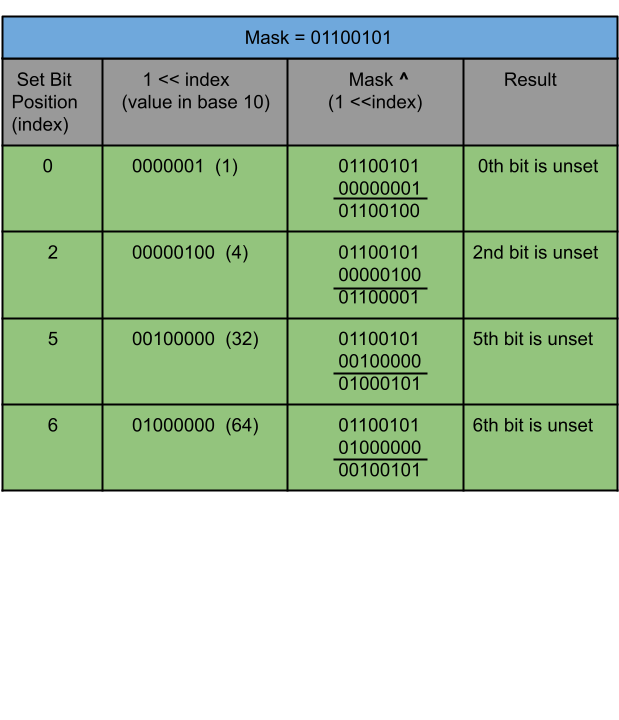 Mask = 01100101
Set Bit
Position
(index)
1 << index
(value in base 10)
Mask ^
(1 <<index)
Result
0
0000001 (1)
01100101
00000001
01100100
0th bit is unset
2
00000100 (4)
01100101
00000100
01100001
2nd bit is unset
5
00100000 (32)
01100101
00100000
01000101
5th bit is unset
6
01000000 (64)
01100101
01000000
00100101
6th bit is unset